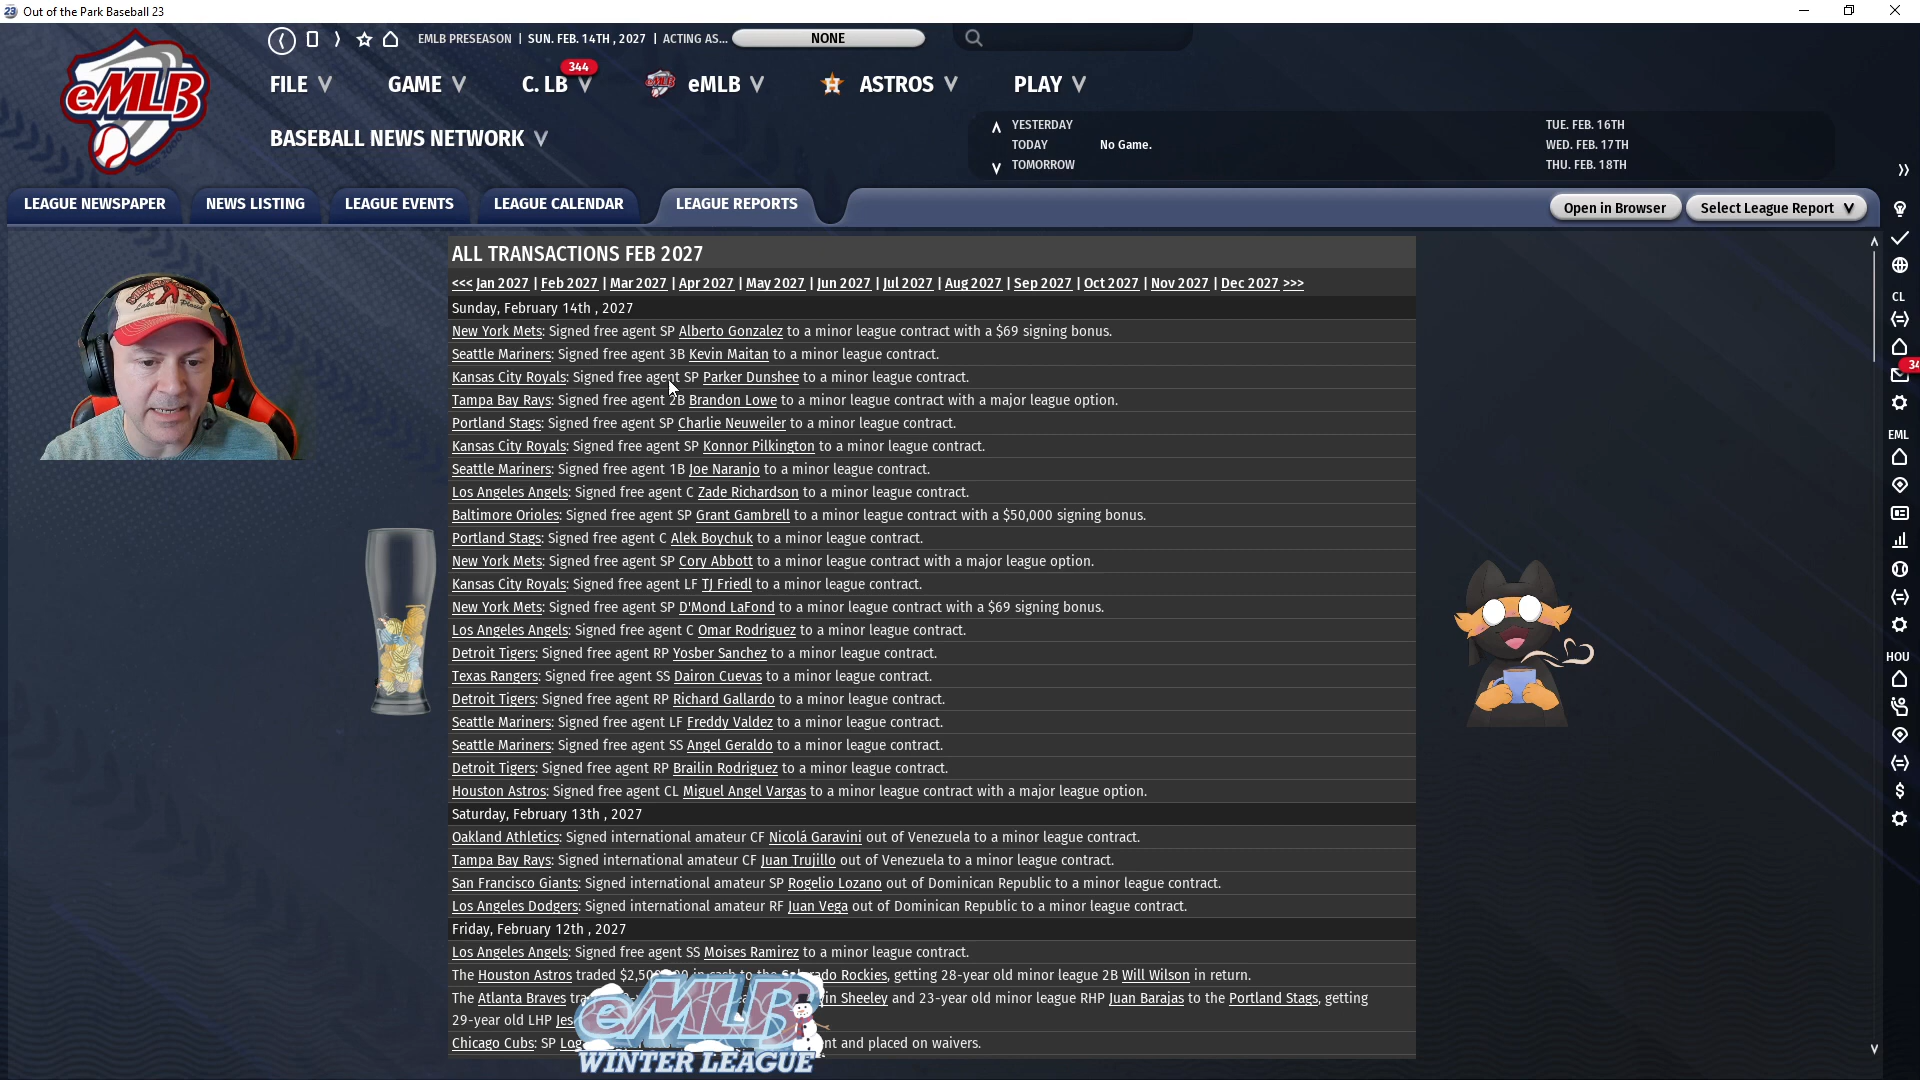 Out of the Park Baseball 23
EMLB PRESEASON | SUN. FEB. 14TH , 2027 | ACTING AS... NONE
FILE GAME C. LB 344 eMLB ASTROS PLAY
BASEBALL NEWS NETWORK
YESTERDAY TUE. FEB. 16TH
TODAY No Game. WED. FEB. 17TH
TOMORROW THU. FEB. 18TH
LEAGUE NEWSPAPER NEWS LISTING LEAGUE EVENTS LEAGUE CALENDAR LEAGUE REPORTS Open in Browser Select League Report
ALL TRANSACTIONS FEB 2027
<<< Jan 2027 | Feb 2027 | Mar 2027 | Apr 2027 | May 2027 | Jun 2027 | Jul 2027 | Aug 2027 | Sep 2027 | Oct 2027 | Nov 2027 | Dec 2027 >>>
Sunday, February 14th , 2027
New York Mets: Signed free agent SP Alberto Gonzalez to a minor league contract with a $69 signing bonus.
Seattle Mariners: Signed free agent 3B Kevin Maitan to a minor league contract.
Kansas City Royals: Signed free agent SP Parker Dunshee to a minor league contract.
Tampa Bay Rays: Signed free agent 2B Brandon Lowe to a minor league contract with a major league option.
Portland Stags: Signed free agent SP Charlie Neuweiler to a minor league contract.
Kansas City Royals: Signed free agent SP Konnor Pilkington to a minor league contract.
Seattle Mariners: Signed free agent 1B Joe Naranjo to a minor league contract.
Los Angeles Angels: Signed free agent C Zade Richardson to a minor league contract.
Baltimore Orioles: Signed free agent SP Grant Gambrell to a minor league contract with a $50,000 signing bonus.
Portland Stags: Signed free agent C Alek Boychuk to a minor league contract.
New York Mets: Signed free agent SP Cory Abbott to a minor league contract with a major league option.
Kansas City Royals: Signed free agent LF TJ Friedl to a minor league contract.
New York Mets: Signed free agent SP D'Mond LaFond to a minor league contract with a $69 signing bonus.
Los Angeles Angels: Signed free agent C Omar Rodriguez to a minor league contract.
Detroit Tigers: Signed free agent RP Yosber Sanchez to a minor league contract.
Texas Rangers: Signed free agent SS Dairon Cuevas to a minor league contract.
Detroit Tigers: Signed free agent RP Richard Gallardo to a minor league contract.
Seattle Mariners: Signed free agent LF Freddy Valdez to a minor league contract.
Seattle Mariners: Signed free agent SS Angel Geraldo to a minor league contract.
Detroit Tigers: Signed free agent RP Brailin Rodriguez to a minor league contract.
Houston Astros: Signed free agent CL Miguel Angel Vargas to a minor league contract with a major league option.
Saturday, February 13th , 2027
Oakland Athletics: Signed international amateur CF Nicolá Garavini out of Venezuela to a minor league contract.
Tampa Bay Rays: Signed international amateur CF Juan Trujillo out of Venezuela to a minor league contract.
San Francisco Giants: Signed international amateur SP Rogelio Lozano out of Dominican Republic to a minor league contract.
Los Angeles Dodgers: Signed international amateur RF Juan Vega out of Dominican Republic to a minor league contract.
Friday, February 12th , 2027
Los Angeles Angels: Signed free agent SS Moises Ramirez to a minor league contract.
The Houston Astros traded in cash to the Rockies, getting 28-year old minor league 2B Will Wilson in return.
The Atlanta Braves Sheeley and 23-year old minor league RHP Juan Barajas to the Portland Stags, getting
29-year old LHP
Chicago Cubs: SP and placed on waivers.
eMLB
WINTER LEAGUE
eMLB
CL
34
EML
HOU